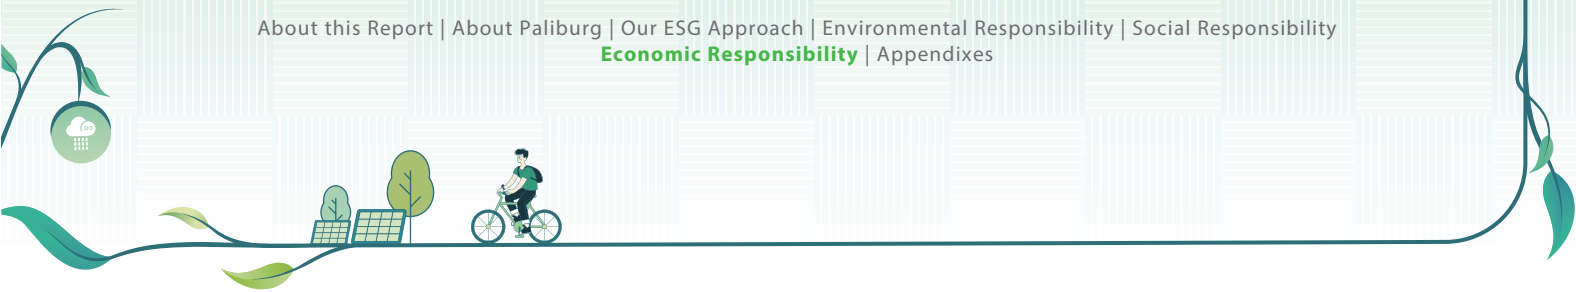 About this Report | About Paliburg | Our ESG Approach | Environmental Responsibility | Social Responsibility
Economic Responsibility | Appendixes